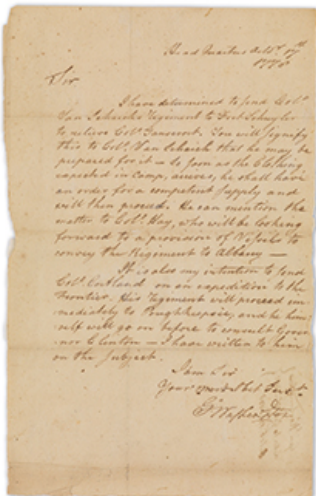 Head Quarters Octbr. 17th
1778
Sir
I have determined to send Colo.
Van Schaicks Regiment to Fort Schuyler
to relieve Colo. Gansevort. You will signify
this to Colo. Van Schaick that he may be
prepared for it — So soon as the Cloathing
expected in Camp, arrives, he shall have
an order for a competent supply and
will then proceed. He can mention the
matter to Colo. Hay, who will be looking
forward to a provision of Vessels to
convey the Regiment to Albany —
It is also my intention to send
Colo. Cortland on an expedition to the
Frontier. His Regiment will proceed im-
mediately to Poughkeepsie, and he him-
self will go on before to consult Gover-
nor Clinton — I have written to him
on the Subject.
I am Sir
Your most Obet Servt.
Go Washington